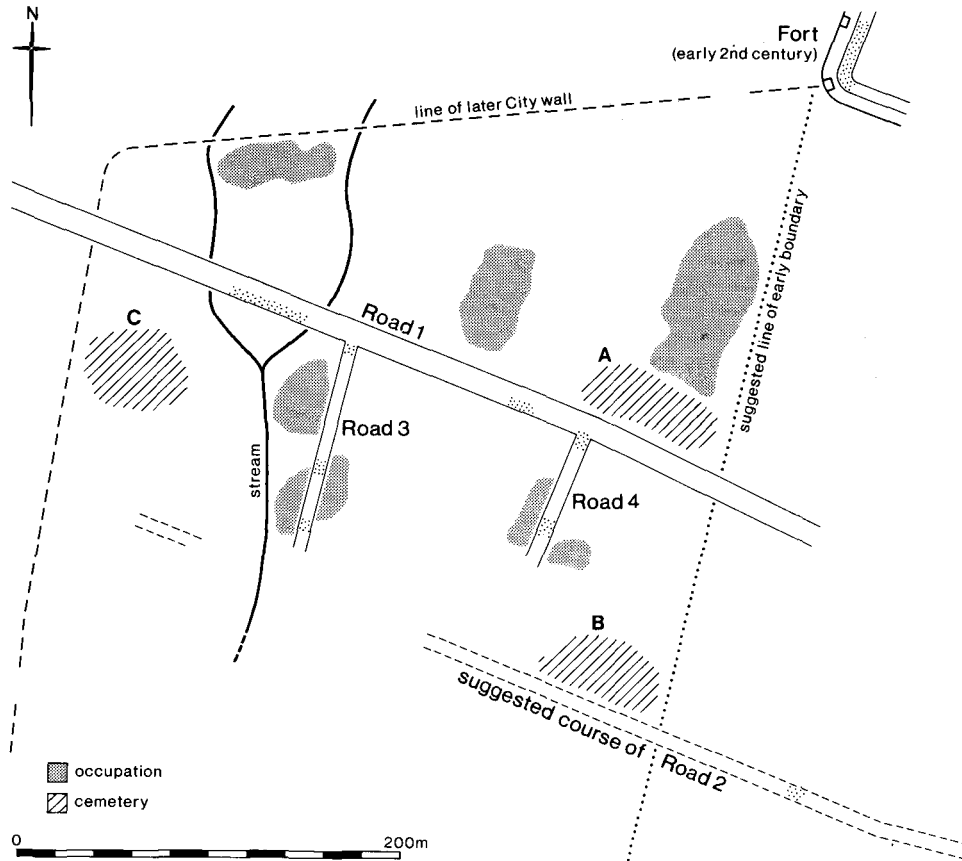 N
Fort
(early 2nd century)
line of later City wall
suggested line of early boundary
Road 1
C
A
Road 3
stream
Road 4
B
suggested course of Road 2
occupation
cemetery
0
200m